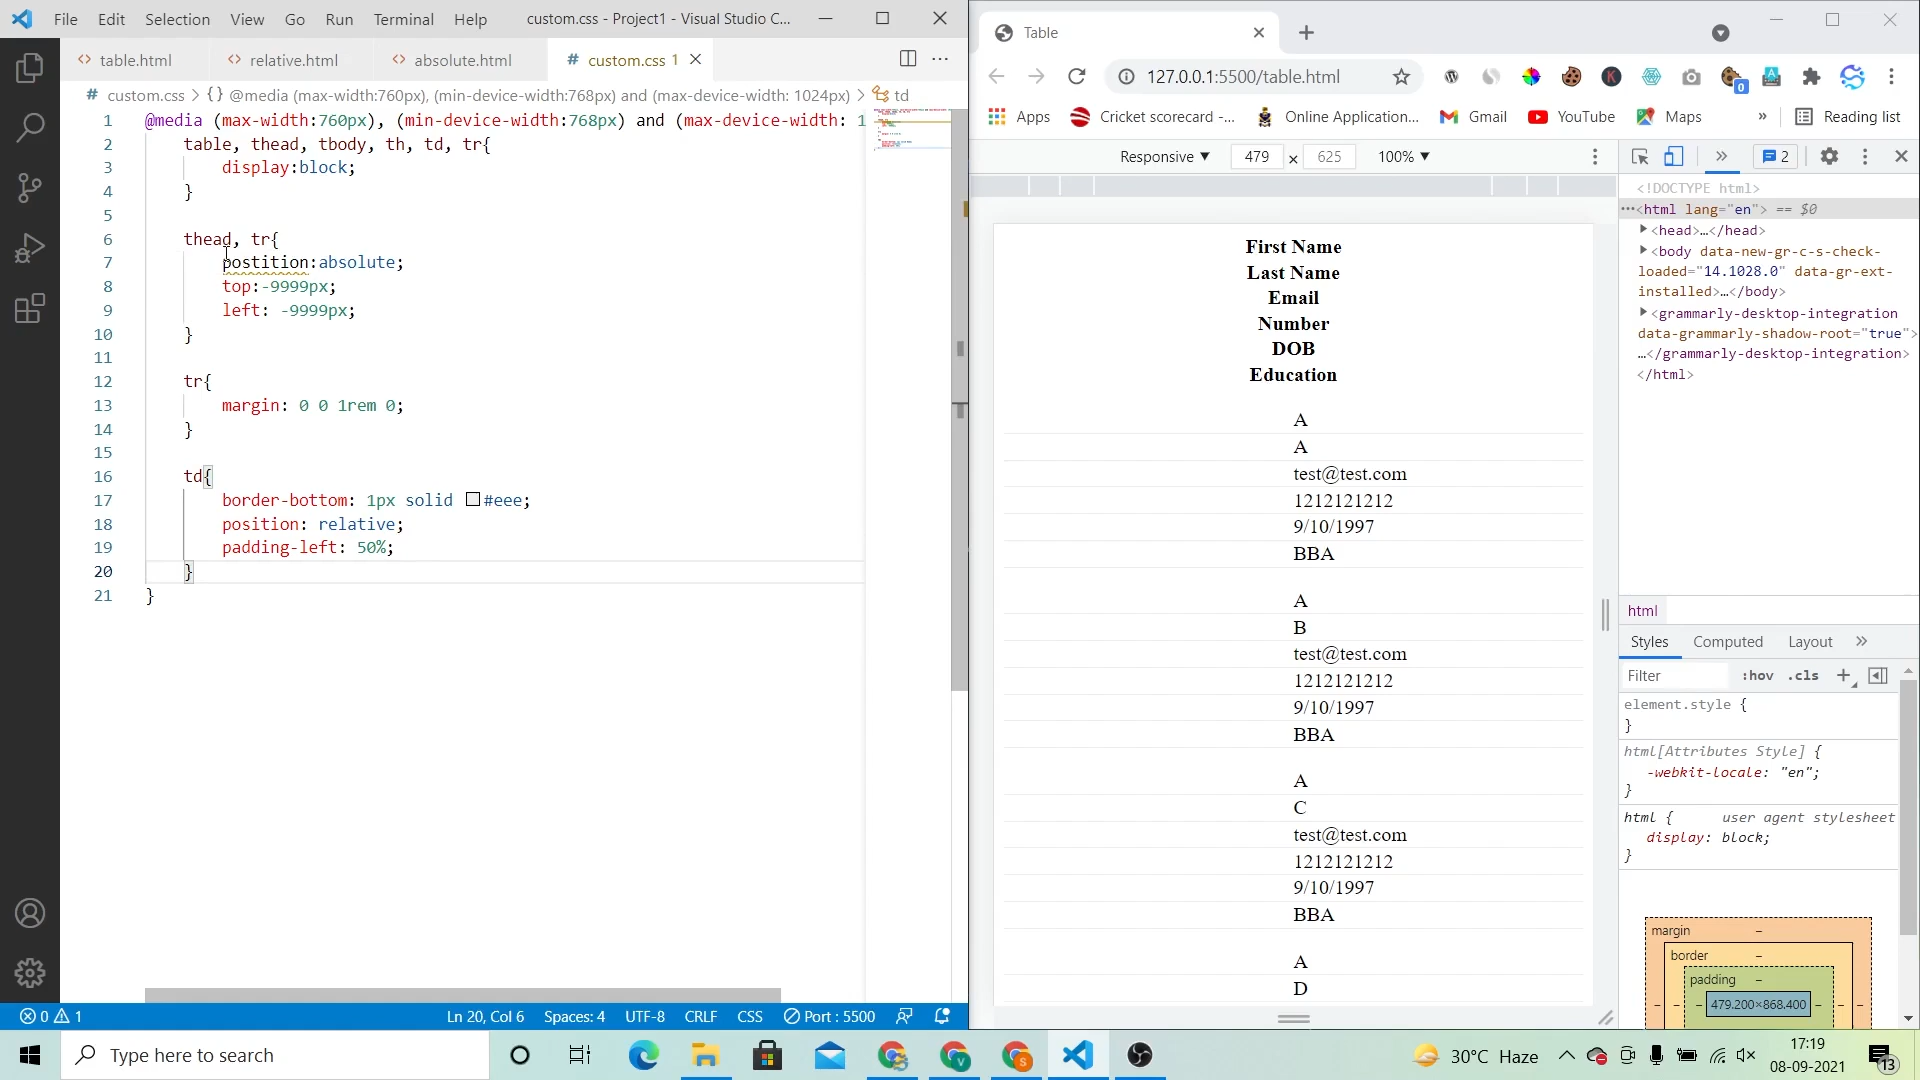 File Edit Selection View Go Run Terminal Help custom.css - Project1 - Visual Studio C...
table.html relative.html absolute.html # custom.css 1
# custom.css > {} @media (max-width:760px), (min-device-width:768px) and (max-device-width: 1024px) > td
1 @media (max-width:760px), (min-device-width:768px) and (max-device-width: 1
2 table, thead, tbody, th, td, tr{
3 display:block;
4 }
5
6 thead, tr{
7 postition:absolute;
8 top:-9999px;
9 left: -9999px;
10 }
11
12 tr{
13 margin: 0 0 1rem 0;
14 }
15
16 td{
17 border-bottom: 1px solid #eee;
18 position: relative;
19 padding-left: 50%;
20 }
21 }
0 1 Ln 20, Col 6 Spaces: 4 UTF-8 CRLF CSS Port : 5500
Table
127.0.0.1:5500/table.html
0
Apps Cricket scorecard -... Online Application... Gmail YouTube Maps » Reading list
Responsive ▼ 479 × 625 100% ▼
First Name
Last Name
Email
Number
DOB
Education
A
A
test@test.com
1212121212
9/10/1997
BBA
A
B
test@test.com
1212121212
9/10/1997
BBA
A
C
test@test.com
1212121212
9/10/1997
BBA
A
D
» 2
<!DOCTYPE html>
···<html lang="en"> == $0
<head>…</head>
<body data-new-gr-c-s-check-
loaded="14.1028.0" data-gr-ext-
installed>…</body>
<grammarly-desktop-integration
data-grammarly-shadow-root="true">
…</grammarly-desktop-integration>
</html>
html
Styles Computed Layout »
Filter :hov .cls +
element.style {
}
html[Attributes Style] {
-webkit-locale: "en";
}
html { user agent stylesheet
display: block;
}
margin –
border –
padding –
– – – 479.200×868.400 – – –
Type here to search
30°C Haze
17:19
08-09-2021
13